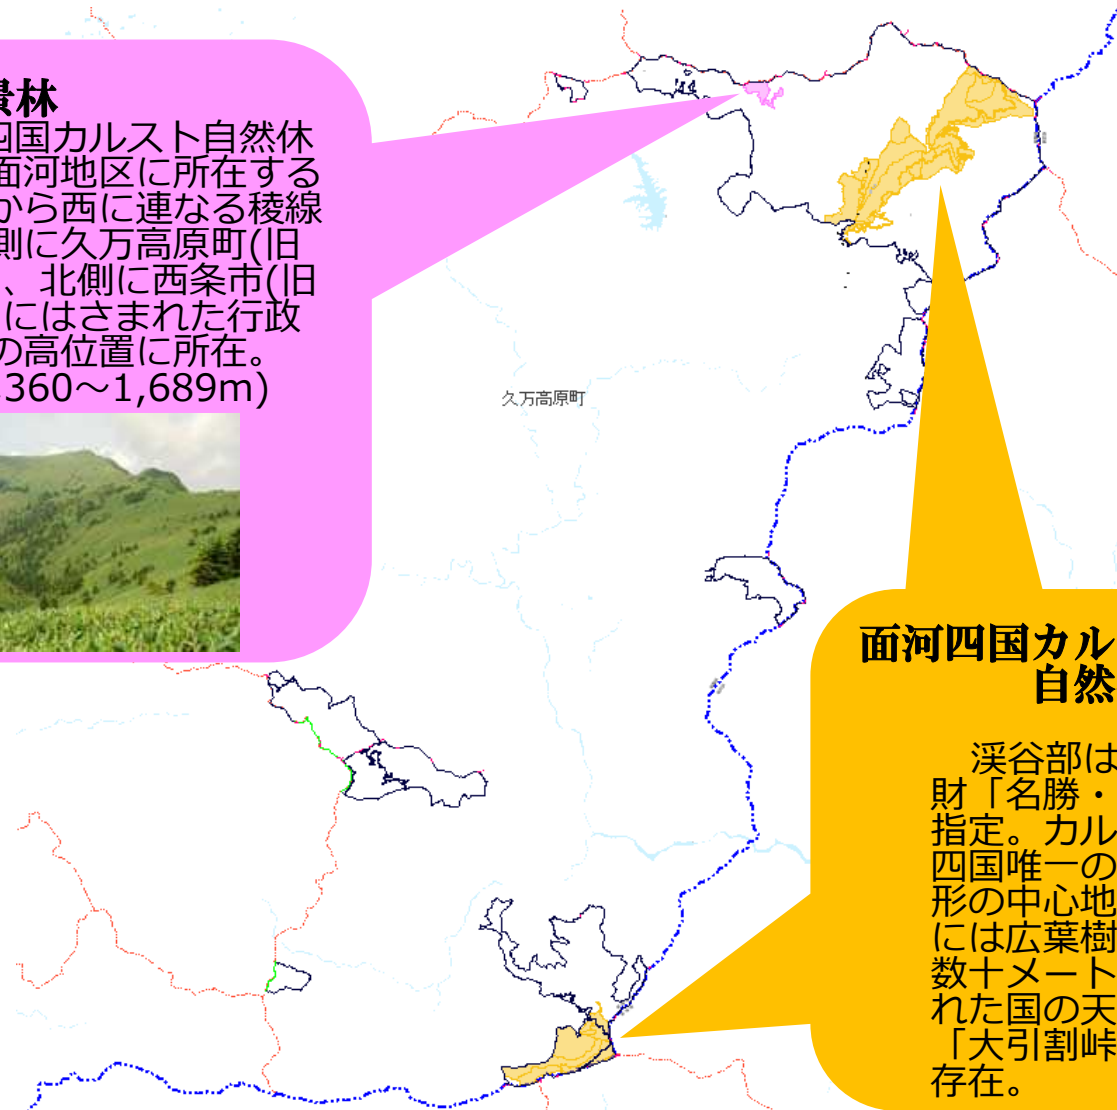 景林
四国カルスト自然休
面河地区に所在する
から西に連なる稜線
側に久万高原町(旧
、北側に西条市(旧
にはさまれた行政
の高位置に所在。
360～1,689m)
久万高原町
面河四国カル
自然
渓谷部は
財「名勝・
指定。カル
四国唯一の
形の中心地
には広葉樹
数十メート
れた国の天
「大引割峠
存在。